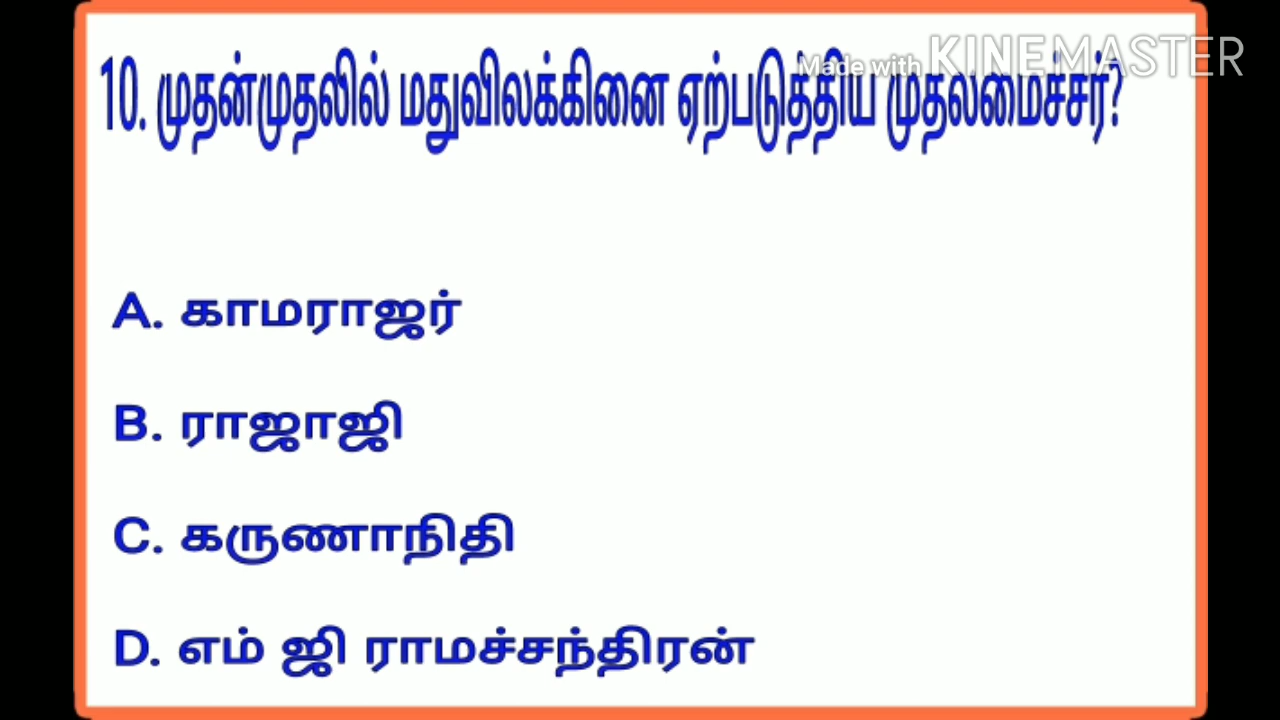 Made with KINEMASTER
10. முதன்முதலில் மதுவிலக்கினை ஏற்படுத்திய முதலமைச்சர்?
A. காமராஜர்
B. ராஜாஜி
C. கருணாநிதி
D. எம் ஜி ராமச்சந்திரன்